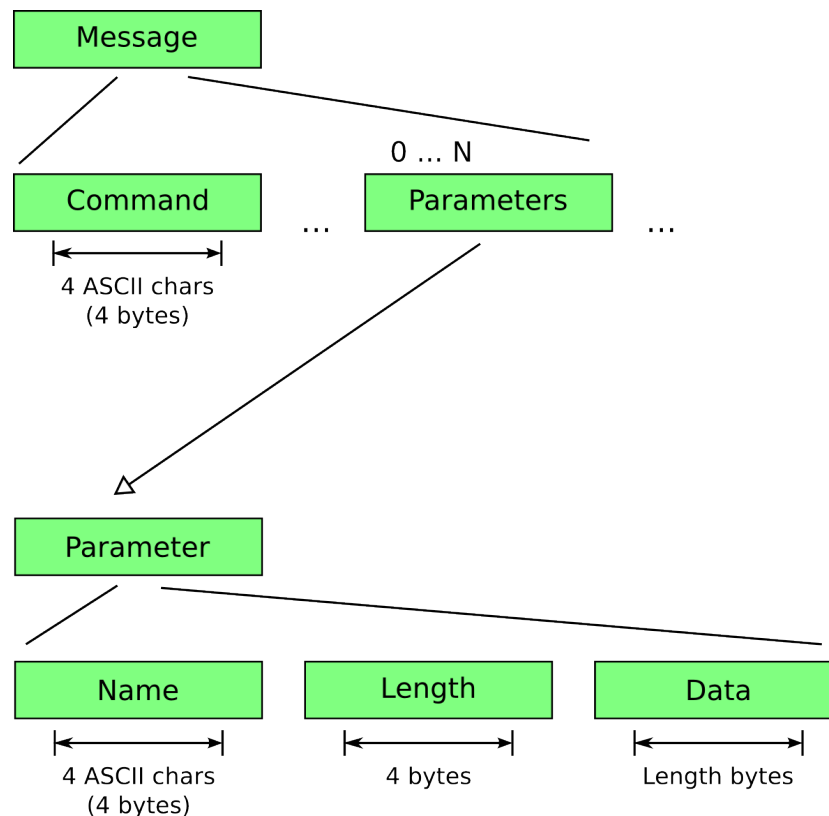 Message
0 ... N
Command
...
Parameters
...
4 ASCII chars
(4 bytes)
Parameter
Name
Length
Data
4 ASCII chars
(4 bytes)
4 bytes
Length bytes